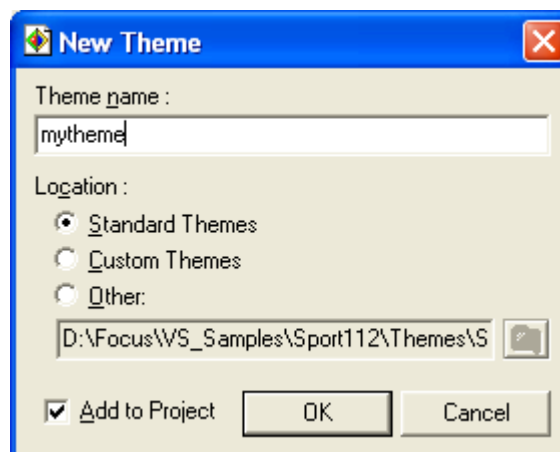 New Theme
Theme name :
mytheme
Location :
Standard Themes
Custom Themes
Other:
D:\Focus\VS_Samples\Sport112\Themes\S
Add to Project OK Cancel